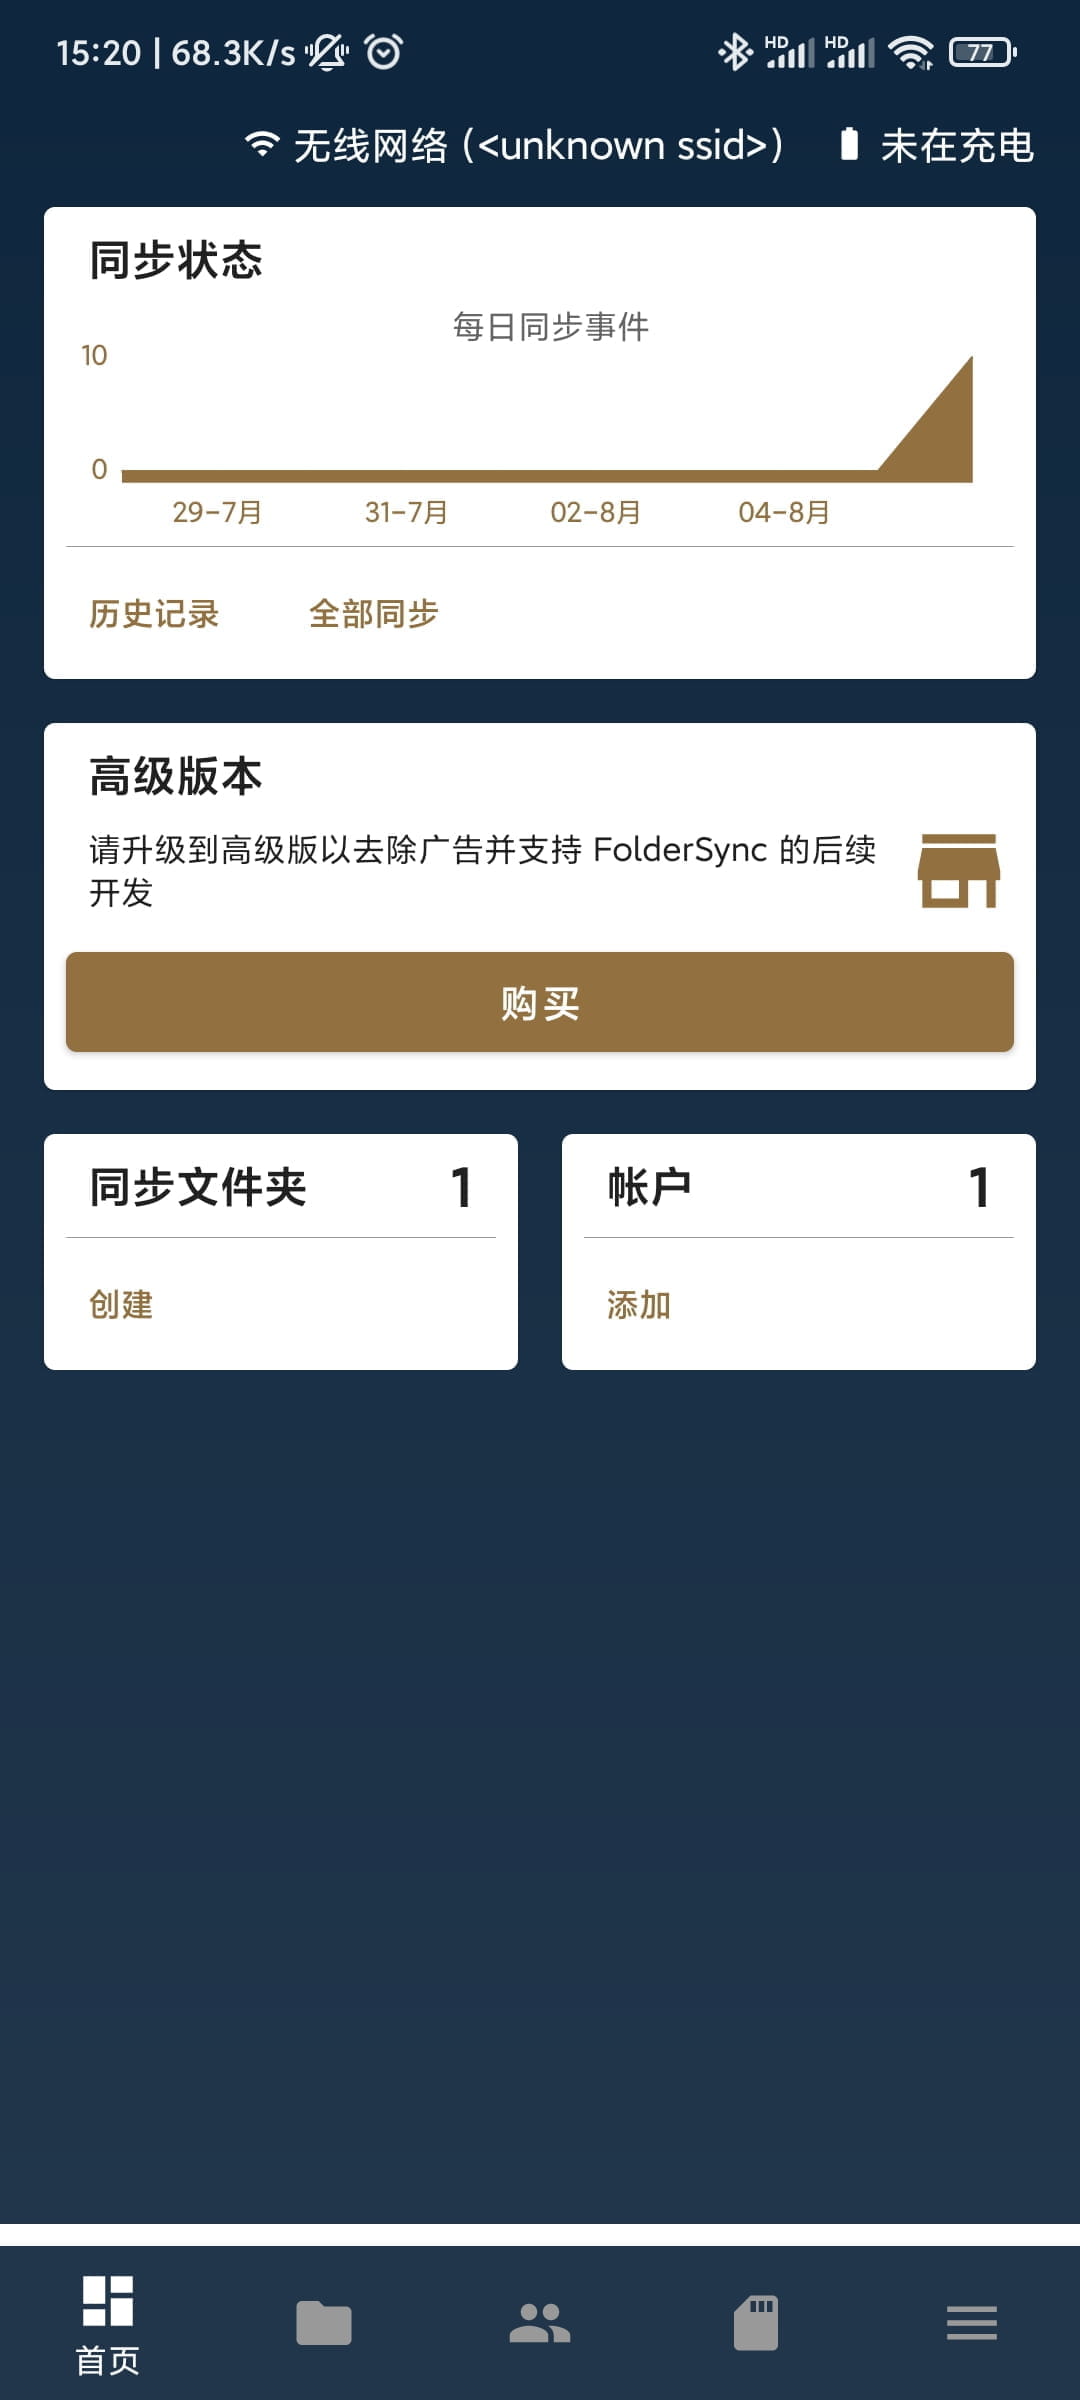 15:20 | 68.3K/s
HD HD 77
无线网络 (<unknown ssid>) 未在充电
同步状态
每日同步事件
10
0
29-7月 31-7月 02-8月 04-8月
历史记录 全部同步
高级版本
请升级到高级版以去除广告并支持 FolderSync 的后续
开发
购买
同步文件夹 1
创建
帐户 1
添加
首页